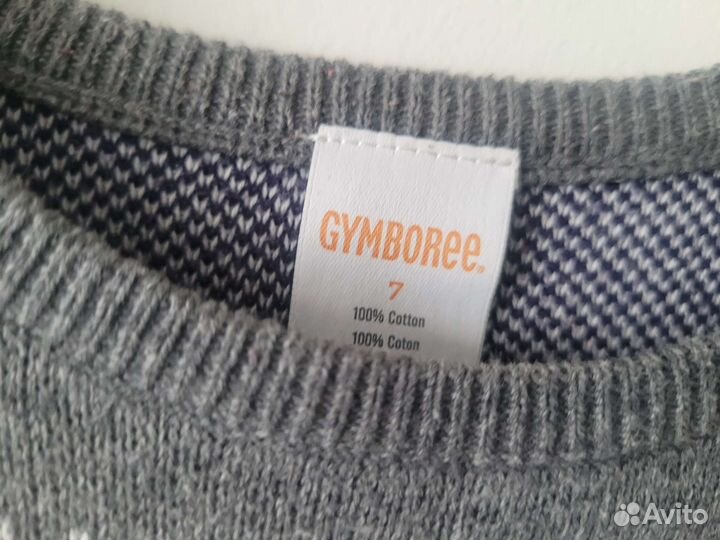 GYMBOREE
7
100% Cotton
100% Coton
Avito